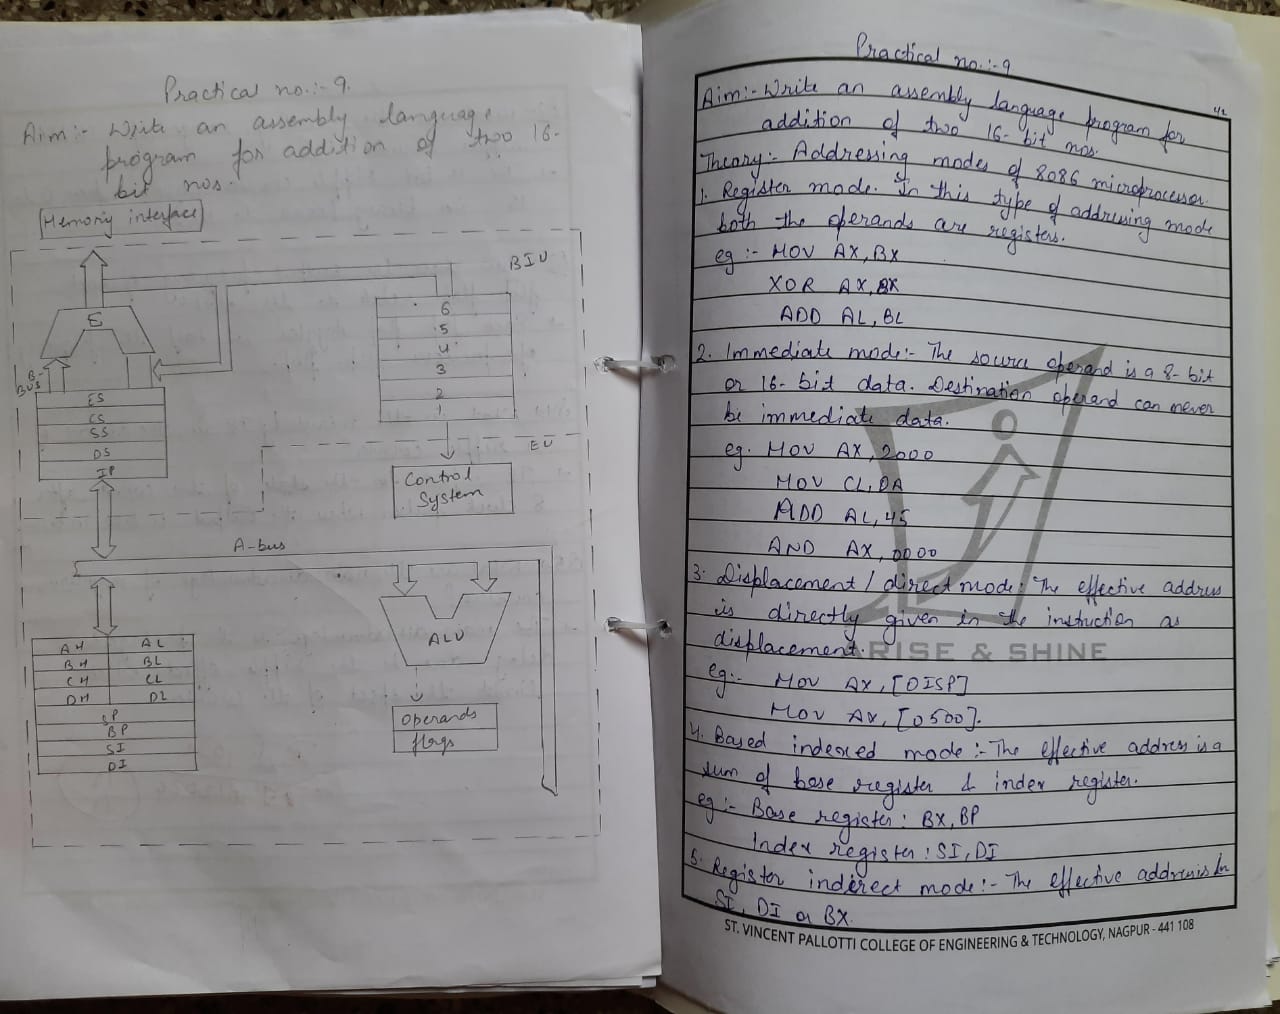 Practical no.:- 9.
Aim:- Write an assembly language
program for addition of two 16-
bit nos.
Memory interface
BIU
Σ
6
5
4
3
2
1
B-
BUS
ES
CS
SS
DS
IP
EU
Control
System
A-bus
ALU
AH AL
BH BL
CH CL
DH DL
SP
BP
SI
DI
Operands
flags
Practical no.:-9
42
Aim:- Write an assembly language program for
addition of two 16-bit nos.
Theory:- Addressing modes of 8086 microprocessor.
1. Register mode. In this type of addressing mode
both the operands are registers.
eg:- MOV AX,BX
XOR AX,BX
ADD AL,BL
2. Immediate mode:- The source operand is a 8-bit
or 16-bit data. Destination operand can never
be immediate data.
eg. MOV AX,2000
MOV CL,0A
ADD AL,45
AND AX,0000
3. Displacement / direct mode: The effective address
is directly given in the instruction as
displacement.
eg:- MOV AX,[DISP]
MOV AX,[0500].
4. Based indexed mode:- The effective address is a
sum of base register & index register.
eg:- Base register: BX,BP
Index register: SI,DI
5. Register indirect mode:- The effective address is in
SI, DI or BX.
ARISE & SHINE
ST. VINCENT PALLOTTI COLLEGE OF ENGINEERING & TECHNOLOGY, NAGPUR - 441 108